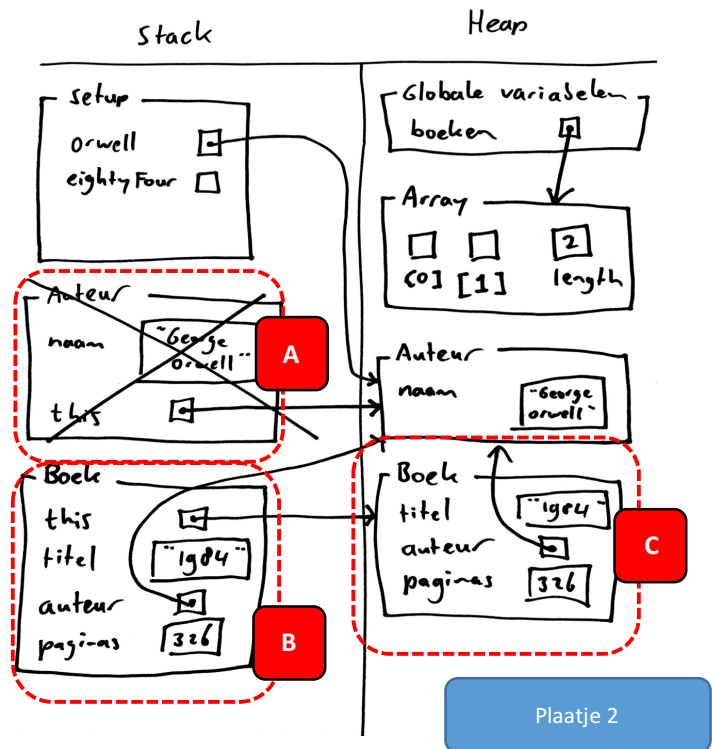 Stack
Heap
setup
orwell
eightyFour
Globale variabelen
boeken
Array
2
[0] [1] length
Auteur
naam
"George
orwell"
this
A
Auteur
naam
"George
orwell"
Boek
this
titel
"1984"
auteur
paginas
326
B
Boek
titel
"1984"
auteur
paginas
326
C
Plaatje 2